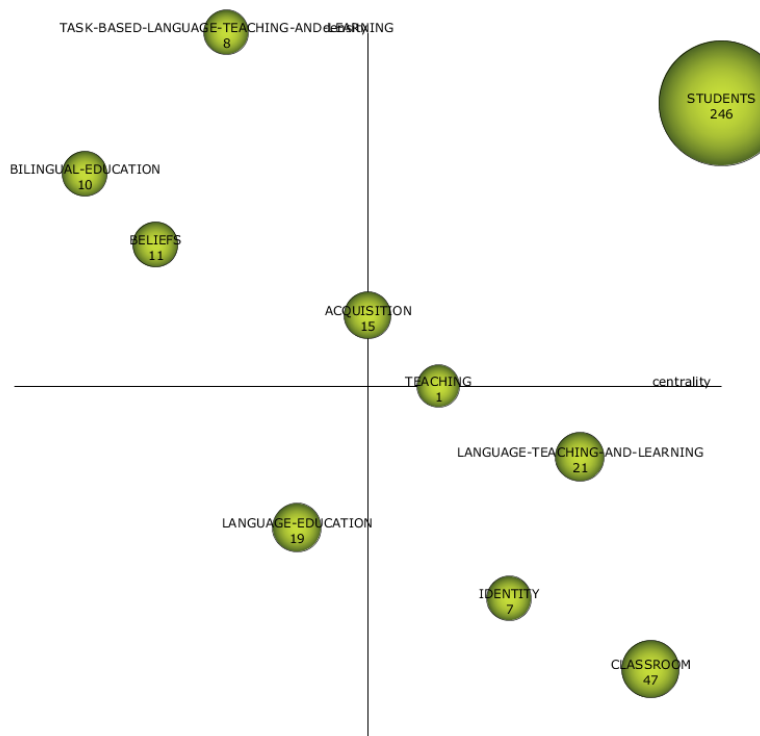 TASK-BASED-LANGUAGE-TEACHING-AND-LEARNING
density
8
STUDENTS
246
BILINGUAL-EDUCATION
10
BELIEFS
11
ACQUISITION
15
TEACHING
1
centrality
LANGUAGE-TEACHING-AND-LEARNING
21
LANGUAGE-EDUCATION
19
IDENTITY
7
CLASSROOM
47